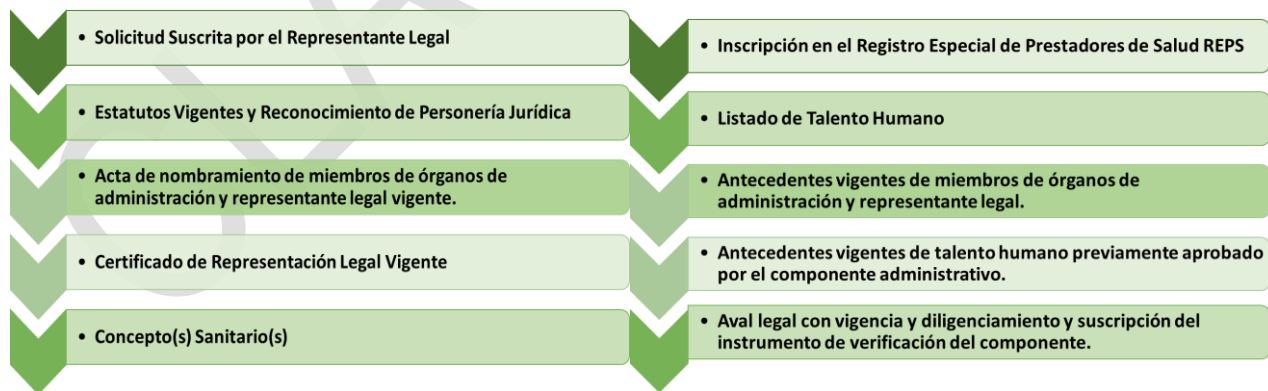 • Solicitud Suscrita por el Representante Legal
• Estatutos Vigentes y Reconocimiento de Personería Jurídica
• Acta de nombramiento de miembros de órganos de
administración y representante legal vigente.
• Certificado de Representación Legal Vigente
• Concepto(s) Sanitario(s)
• Inscripción en el Registro Especial de Prestadores de Salud REPS
• Listado de Talento Humano
• Antecedentes vigentes de miembros de órganos de
administración y representante legal.
• Antecedentes vigentes de talento humano previamente aprobado
por el componente administrativo.
• Aval legal con vigencia y diligenciamiento y suscripción del
instrumento de verificación del componente.